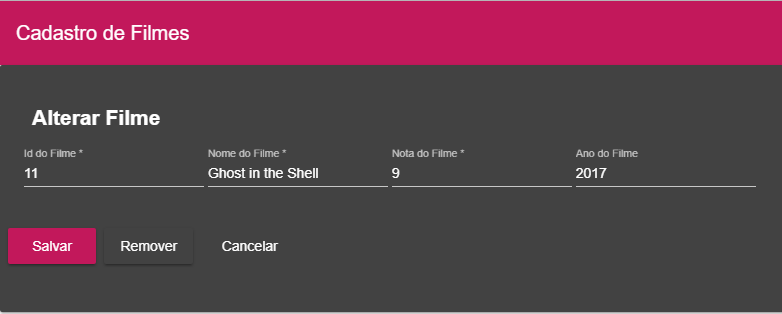 Cadastro de Filmes
Alterar Filme
Id do Filme * Nome do Filme * Nota do Filme * Ano do Filme
11 Ghost in the Shell 9 2017
Salvar Remover Cancelar